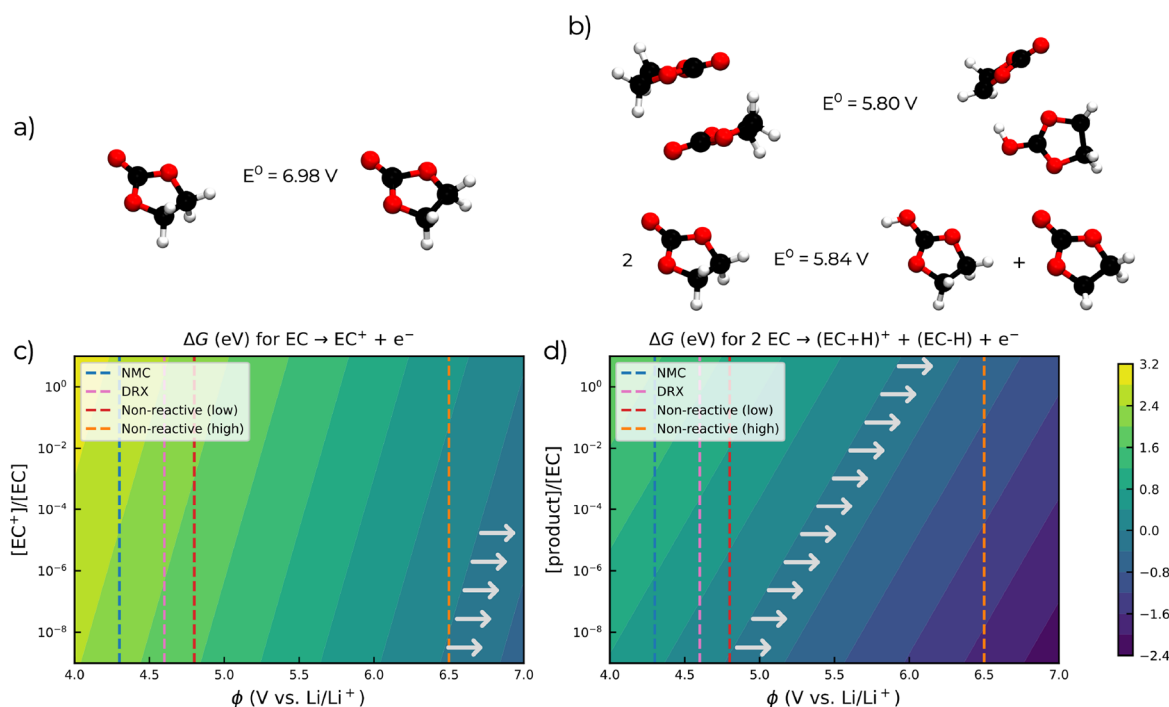 a)
E⁰ = 6.98 V
b)
E⁰ = 5.80 V
2
E⁰ = 5.84 V
+
c)
ΔG (eV) for EC → EC⁺ + e⁻
NMC
DRX
Non-reactive (low)
Non-reactive (high)
[EC⁺]/[EC]
10⁰
10⁻²
10⁻⁴
10⁻⁶
10⁻⁸
4.0 4.5 5.0 5.5 6.0 6.5 7.0
ϕ (V vs. Li/Li⁺)
d)
ΔG (eV) for 2 EC → (EC+H)⁺ + (EC-H) + e⁻
NMC
DRX
Non-reactive (low)
Non-reactive (high)
[product]/[EC]
10⁰
10⁻²
10⁻⁴
10⁻⁶
10⁻⁸
4.0 4.5 5.0 5.5 6.0 6.5 7.0
ϕ (V vs. Li/Li⁺)
3.2
2.4
1.6
0.8
0.0
−0.8
−1.6
−2.4